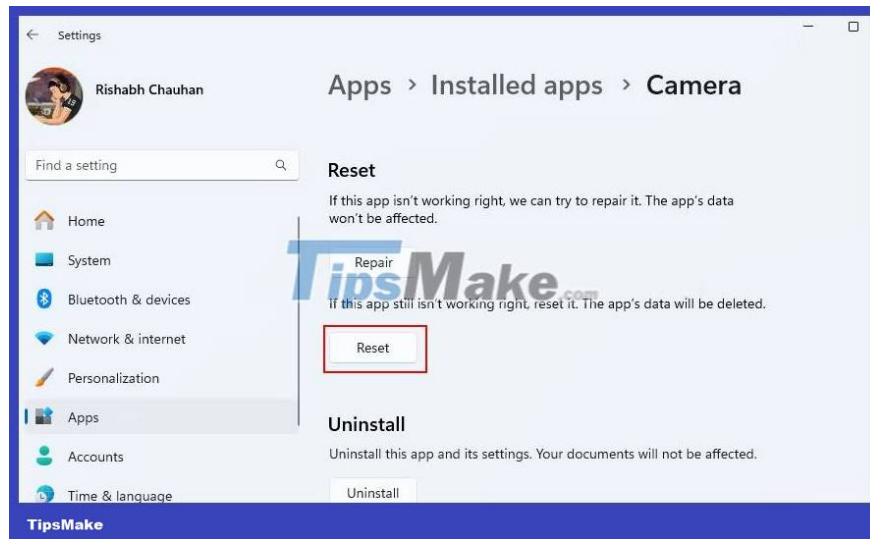 Settings
Rishabh Chauhan
Find a setting
Home
System
Bluetooth & devices
Network & internet
Personalization
Apps
Accounts
Time & language
Apps > Installed apps > Camera
Reset
If this app isn't working right, we can try to repair it. The app's data
won't be affected.
Repair
TipsMake.com
If this app still isn't working right, reset it. The app's data will be deleted.
Reset
Uninstall
Uninstall this app and its settings. Your documents will not be affected.
Uninstall
TipsMake